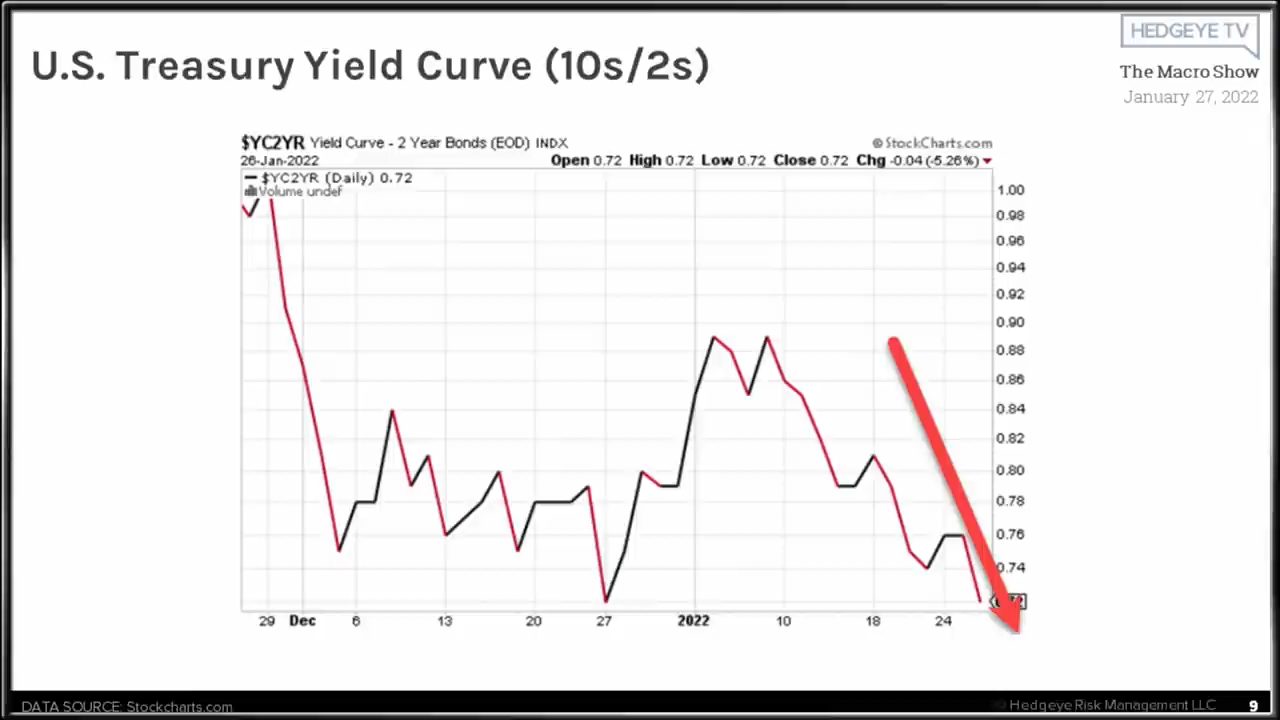 HEDGEYE TV
U.S. Treasury Yield Curve (10s/2s)
The Macro Show
January 27, 2022
$YC2YR Yield Curve - 2 Year Bonds (EOD) INDX
© StockCharts.com
26-Jan-2022
Open 0.72 High 0.72 Low 0.72 Close 0.72 Chg -0.04 (-5.26%)
$YC2YR (Daily) 0.72
Volume undef
1.00
0.98
0.96
0.94
0.92
0.90
0.88
0.86
0.84
0.82
0.80
0.78
0.76
0.74
29 Dec 6 13 20 27 2022 10 18 24
DATA SOURCE: Stockcharts.com
© Hedgeye Risk Management LLC 9